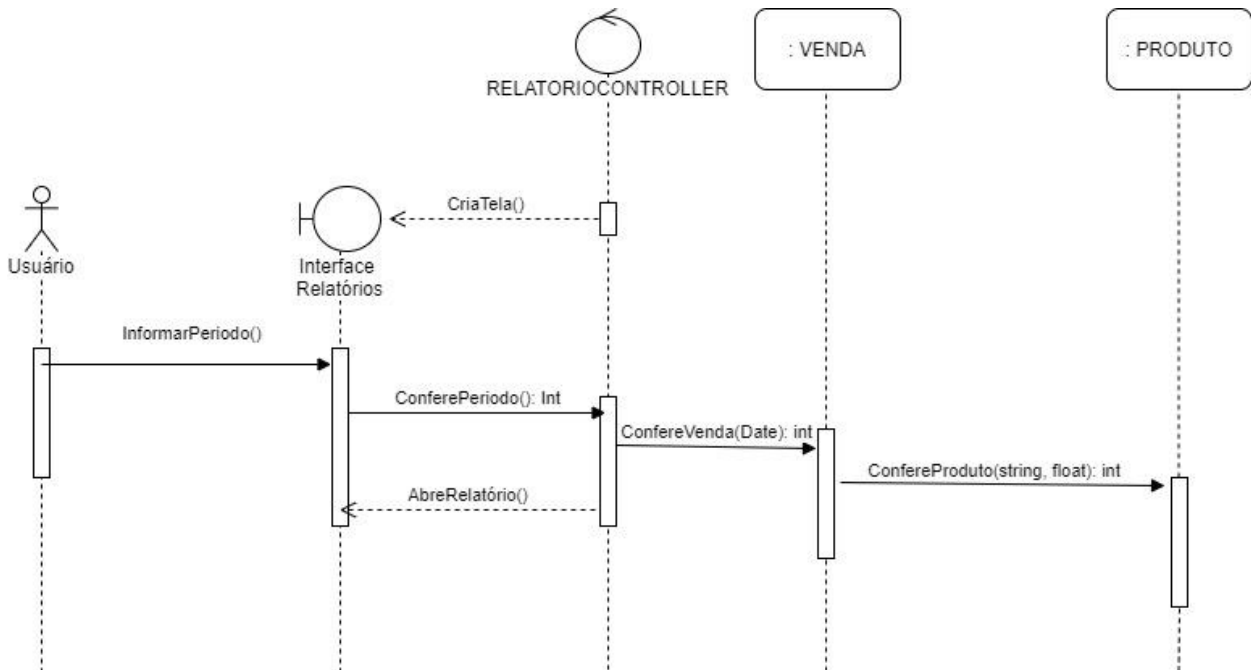 : VENDA
: PRODUTO
RELATORIOCONTROLLER
CriaTela()
Usuário
Interface
Relatórios
InformarPeriodo()
ConferePeriodo(): Int
ConfereVenda(Date): int
ConfereProduto(string, float): int
AbreRelatório()